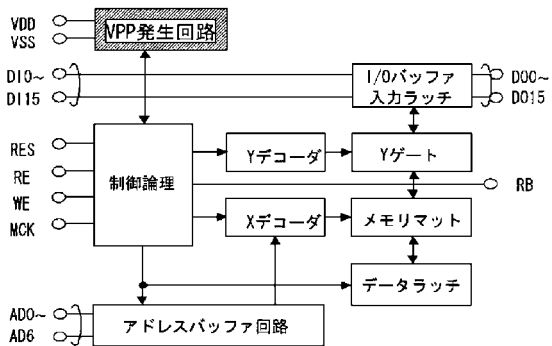 VDD
VSS
VPP発生回路
DI0~
DI15
I/Oバッファ
入力ラッチ
DO0~
DO15
RES
RE
WE
MCK
制御論理
Yデコーダ
Yゲート
RB
Xデコーダ
メモリマット
データラッチ
AD0~
AD6
アドレスバッファ回路